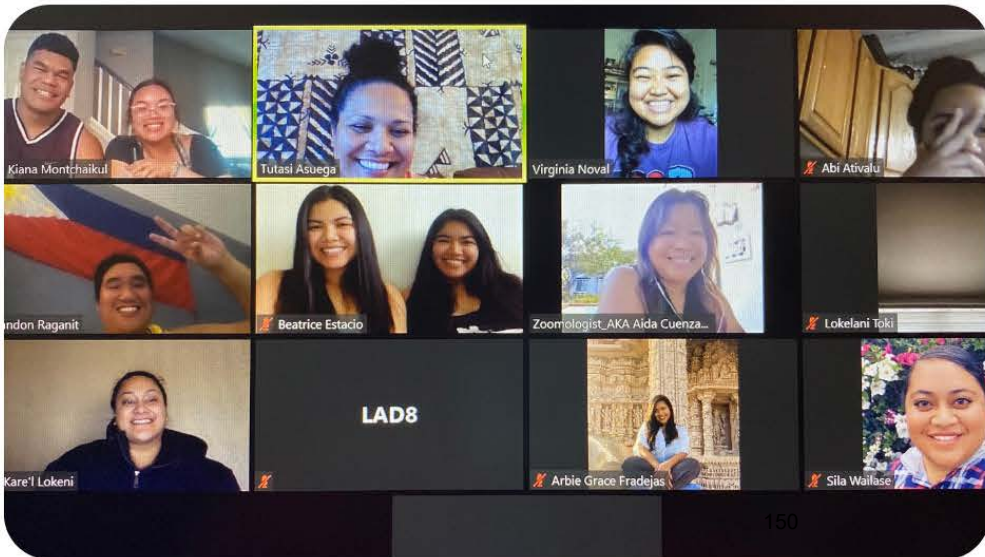 Kiana Montchaikul
Tutasi Asuega
Virginia Noval
Abi Ativalu
andon Raganit
Beatrice Estacio
Zoomologist_AKA Aida Cuenza...
Lokelani Toki
Kare'l Lokeni
LAD8
Arbie Grace Fradejas
Sila Wailase
150